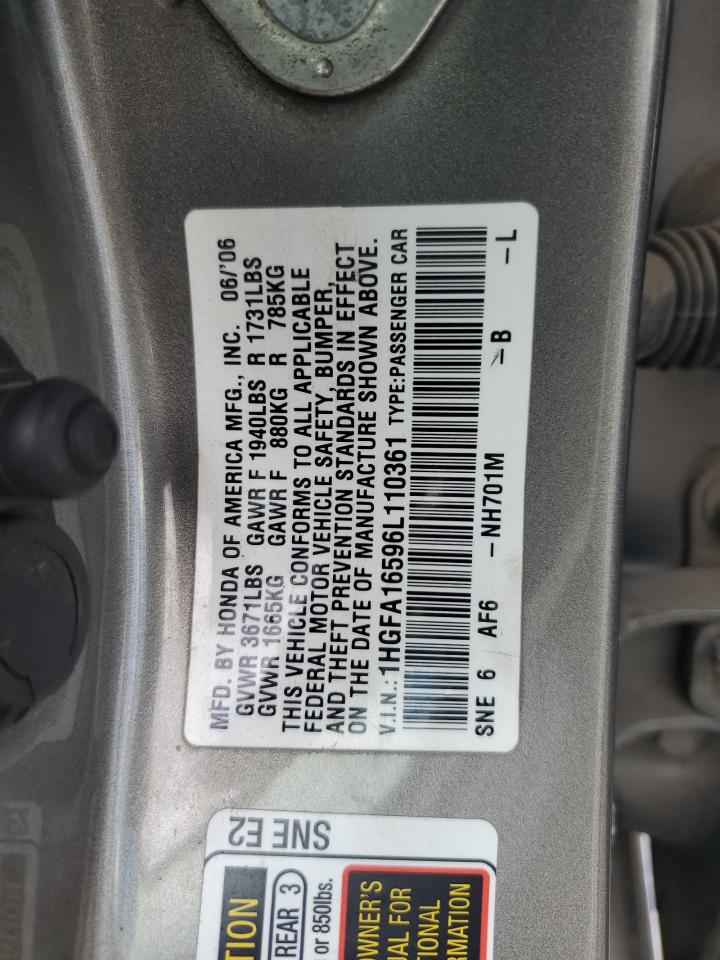 MFD. BY HONDA OF AMERICA MFG., INC. 06/'06
GVWR 3671LBS GAWR F 1940LBS R 1731LBS
GVWR 1665KG GAWR F 880KG R 785KG
THIS VEHICLE CONFORMS TO ALL APPLICABLE
FEDERAL MOTOR VEHICLE SAFETY, BUMPER,
AND THEFT PREVENTION STANDARDS IN EFFECT
ON THE DATE OF MANUFACTURE SHOWN ABOVE.
V.I.N.: 1HGFA16596L110361 TYPE:PASSENGER CAR
SNE 6 AF6 -NH701M -B -L
SNE E2
REAR 3
or 850lbs.
OWNER'S
FOR